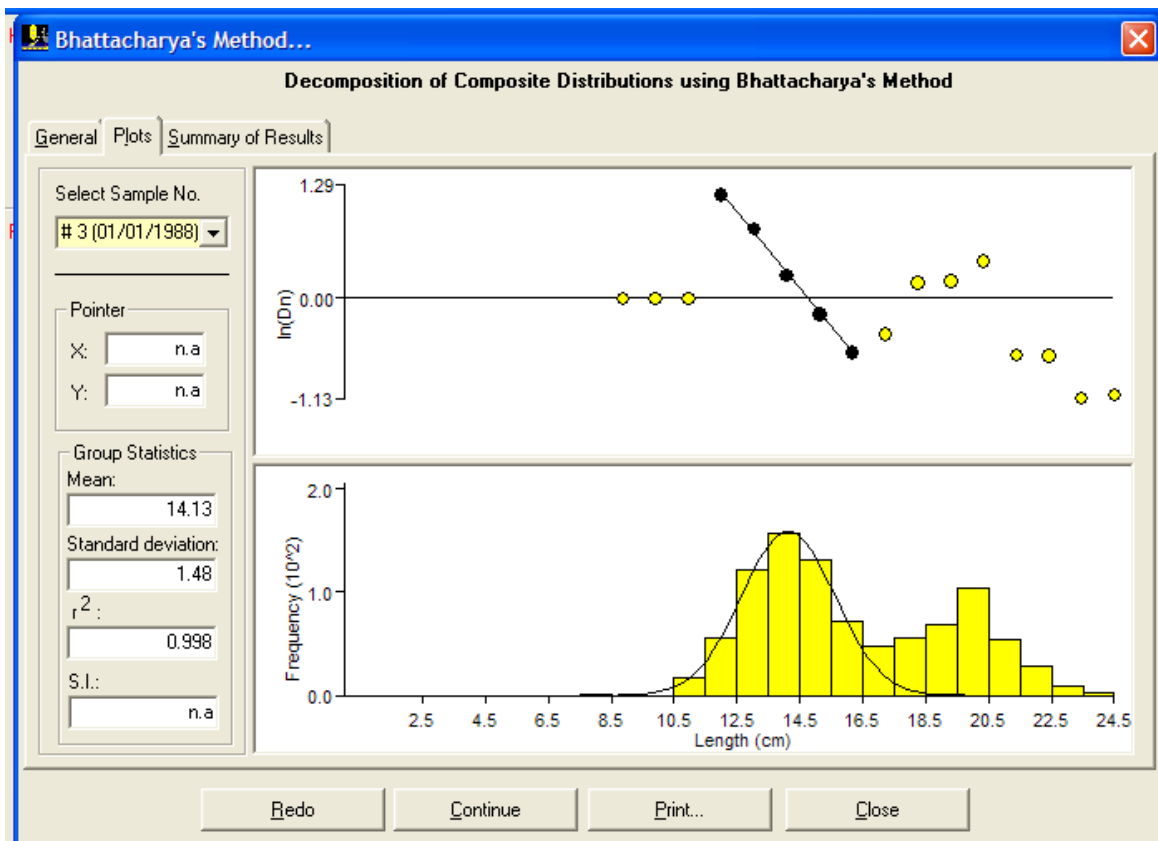 Bhattacharya's Method...
Decomposition of Composite Distributions using Bhattacharya's Method
General Plots Summary of Results
Select Sample No.
# 3 (01/01/1988)
Pointer
X: n.a
Y: n.a
Group Statistics
Mean:
14.13
Standard deviation:
1.48
r2 :
0.998
S.I.:
n.a
1.29
0.00
-1.13
ln(Dn)
2.0
1.0
0.0
Frequency (10^2)
2.5 4.5 6.5 8.5 10.5 12.5 14.5 16.5 18.5 20.5 22.5 24.5
Length (cm)
Redo Continue Print... Close